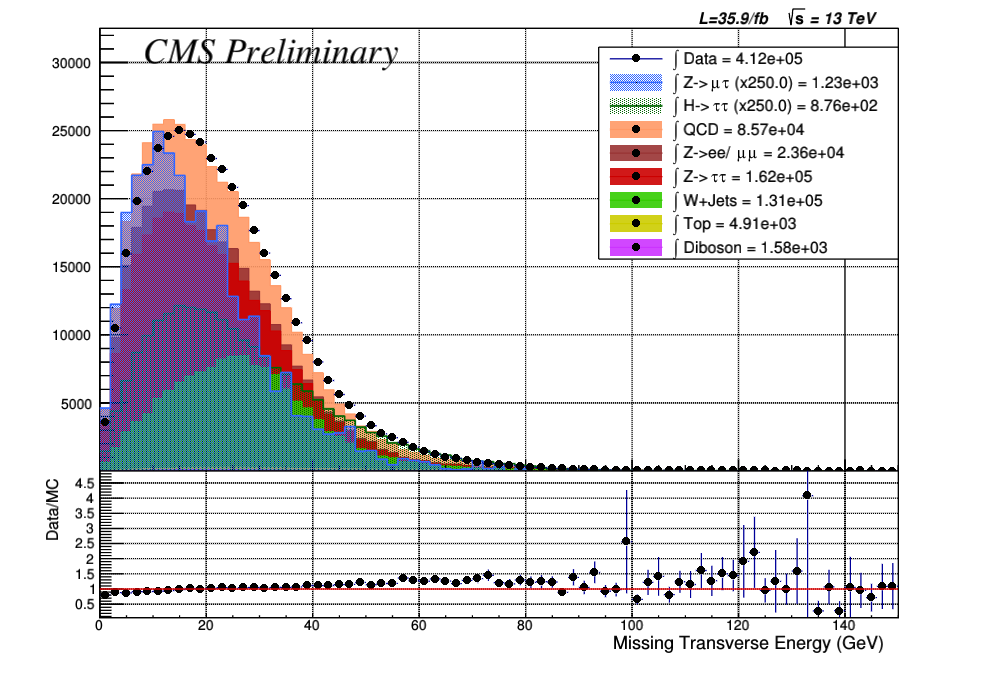 L=35.9/fb √s = 13 TeV
CMS Preliminary
∫ Data = 4.12e+05
∫ Z->μτ (x250.0) = 1.23e+03
∫ H->ττ (x250.0) = 8.76e+02
∫ QCD = 8.57e+04
∫ Z->ee/ μμ = 2.36e+04
∫ Z->ττ = 1.62e+05
∫ W+Jets = 1.31e+05
∫ Top = 4.91e+03
∫ Diboson = 1.58e+03
30000
25000
20000
15000
10000
5000
Data/MC
4.5
4
3.5
3
2.5
2
1.5
1
0.5
0 20 40 60 80 100 120 140
Missing Transverse Energy (GeV)